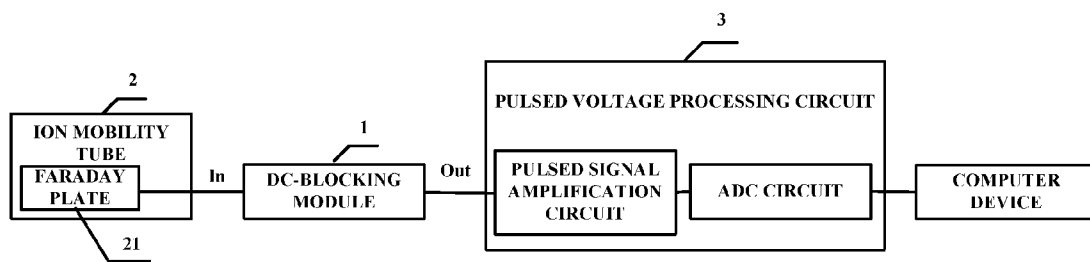 3
2
PULSED VOLTAGE PROCESSING CIRCUIT
ION MOBILITY
TUBE
1
FARADAY
PLATE
In
DC-BLOCKING
MODULE
Out
PULSED SIGNAL
AMPLIFICATION
CIRCUIT
ADC CIRCUIT
COMPUTER
DEVICE
21